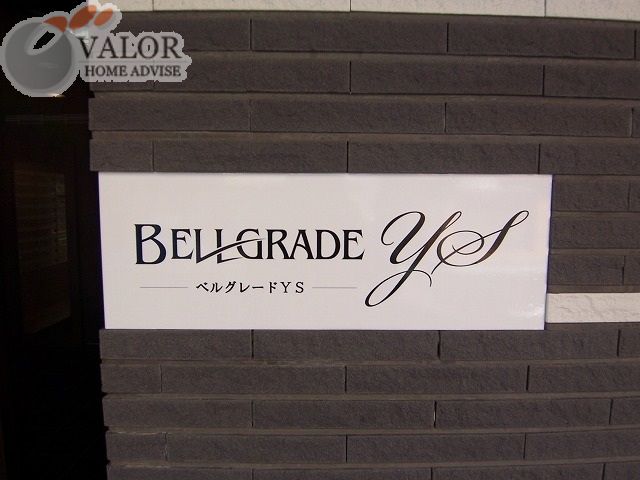 VALOR
HOME ADVISE
BELLGRADE YS
ベルグレードYS